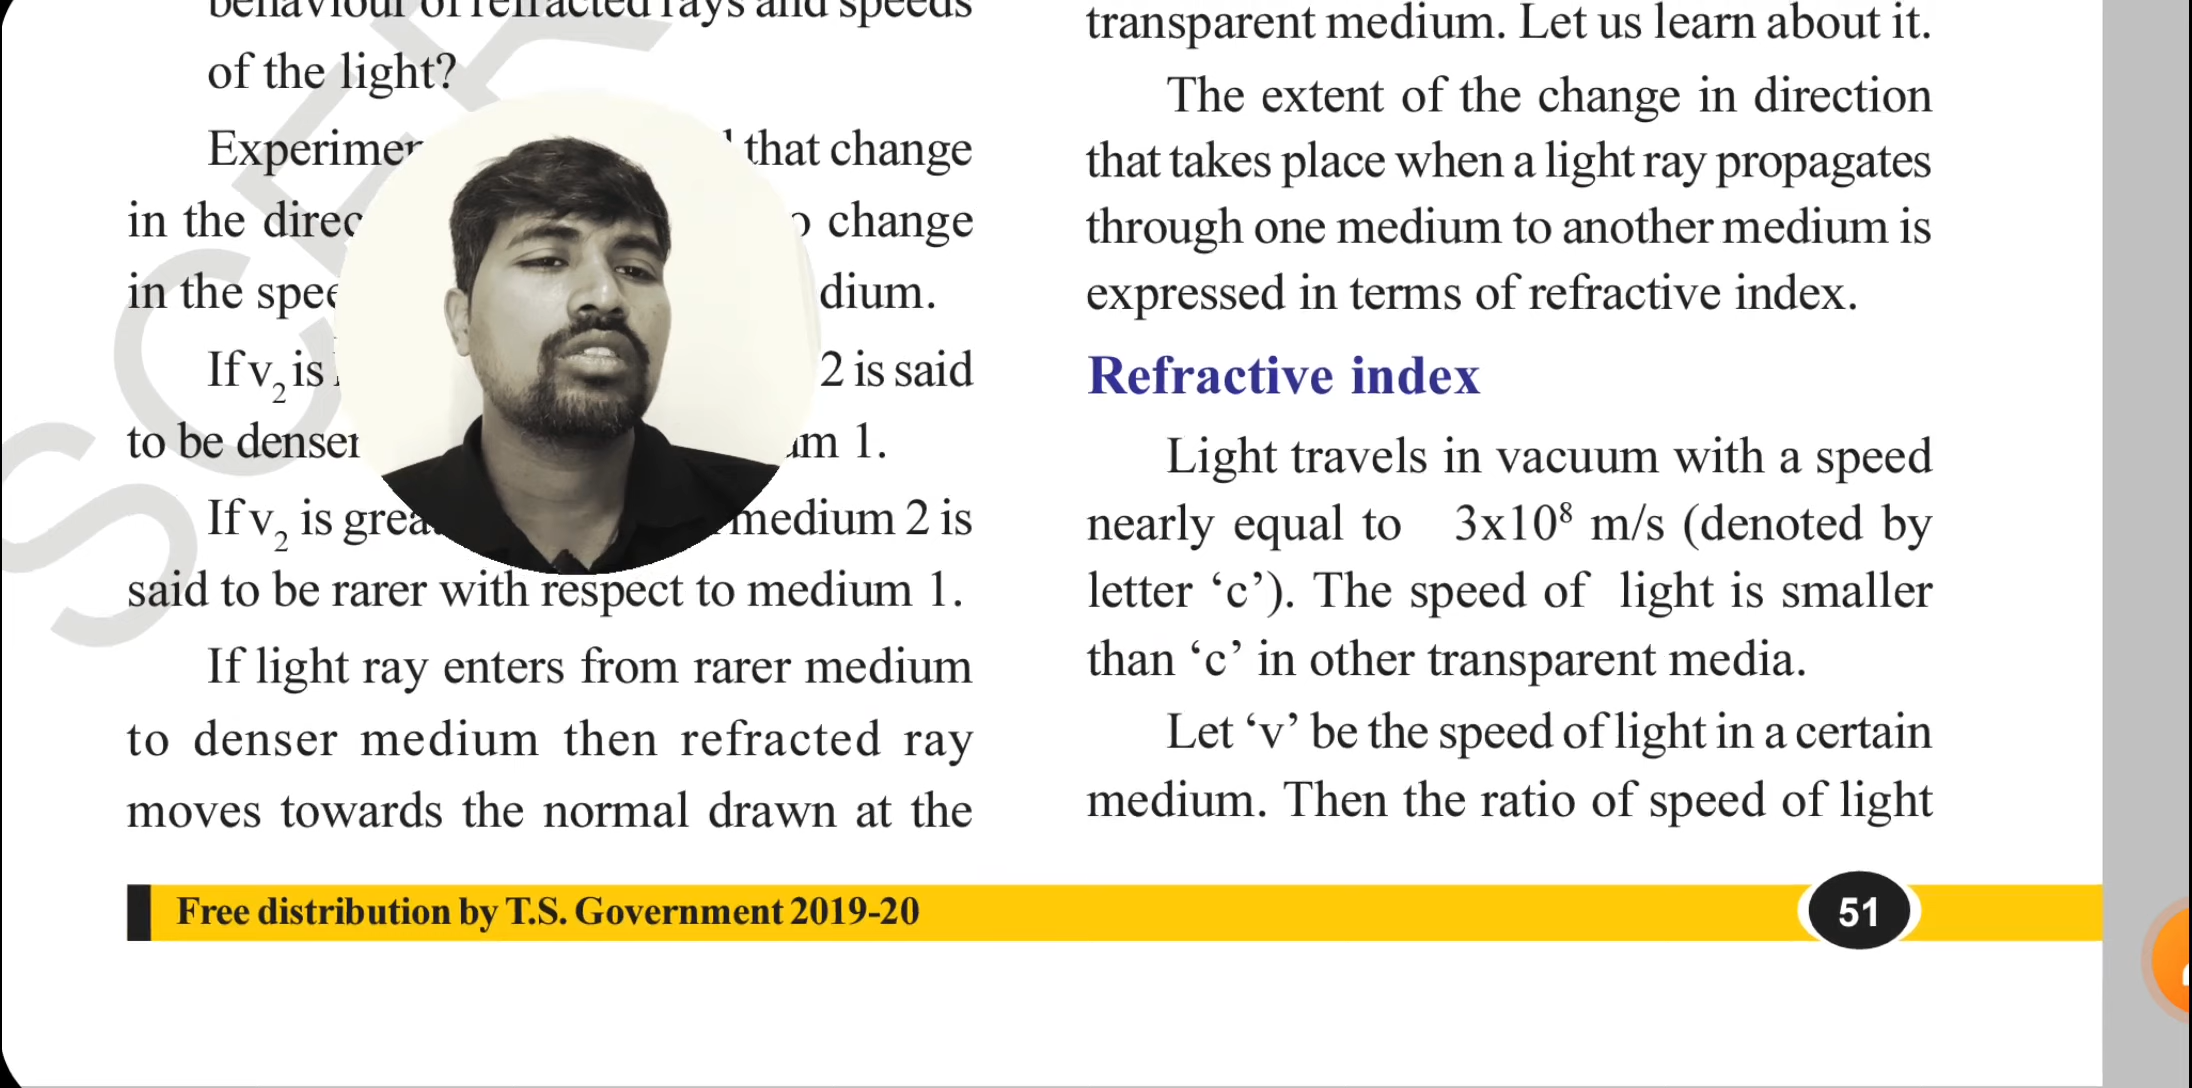 of the light?
that change
in the change
in the dium.
If v₂ is 2 is said
to be 1.
If v₂ is medium 2 is
said to be rarer with respect to medium 1.
If light ray enters from rarer medium
to denser medium then refracted ray
moves towards the normal drawn at the
transparent medium. Let us learn about it.
The extent of the change in direction
that takes place when a light ray propagates
through one medium to another medium is
expressed in terms of refractive index.
Refractive index
Light travels in vacuum with a speed
nearly equal to 3x10⁸ m/s (denoted by
letter ‘c’). The speed of light is smaller
than ‘c’ in other transparent media.
Let ‘v’ be the speed of light in a certain
medium. Then the ratio of speed of light
Free distribution by T.S. Government 2019-20
51